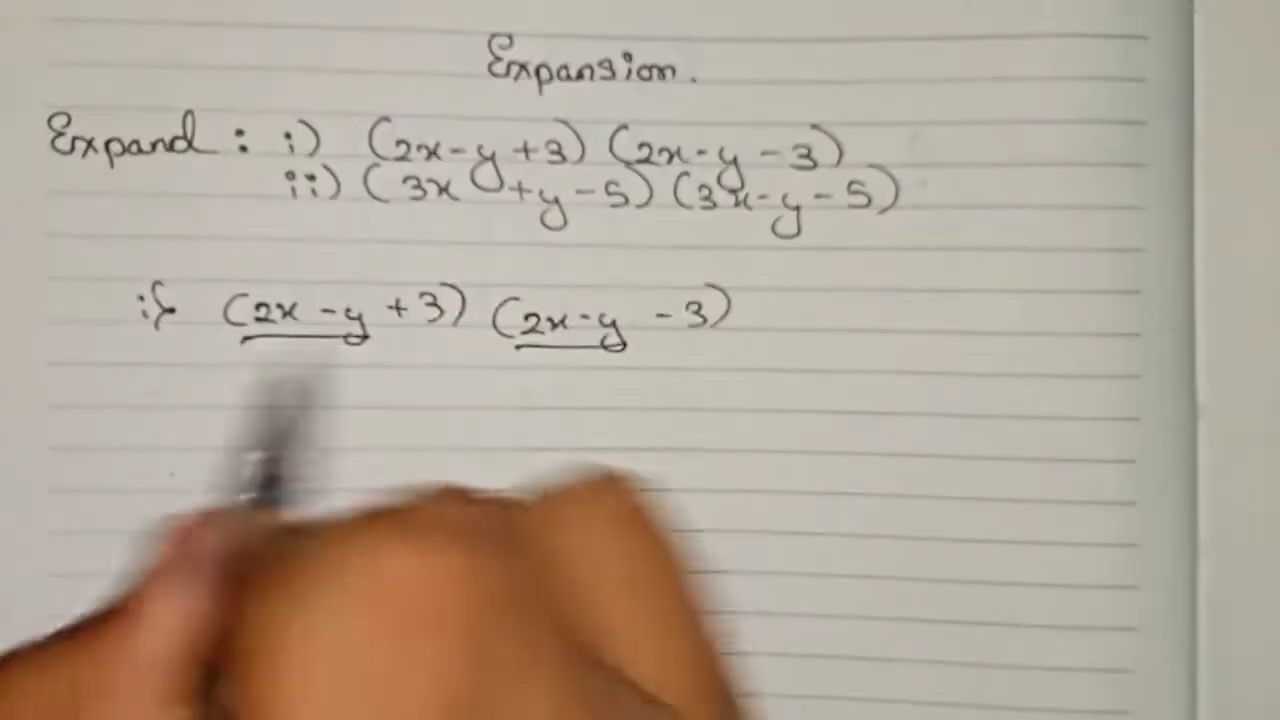 Expansion.
Expand : i) (2x-y+3) (2x-y-3)
ii) (3x +y-5) (3x-y-5)
i) (2x-y+3) (2x-y-3)